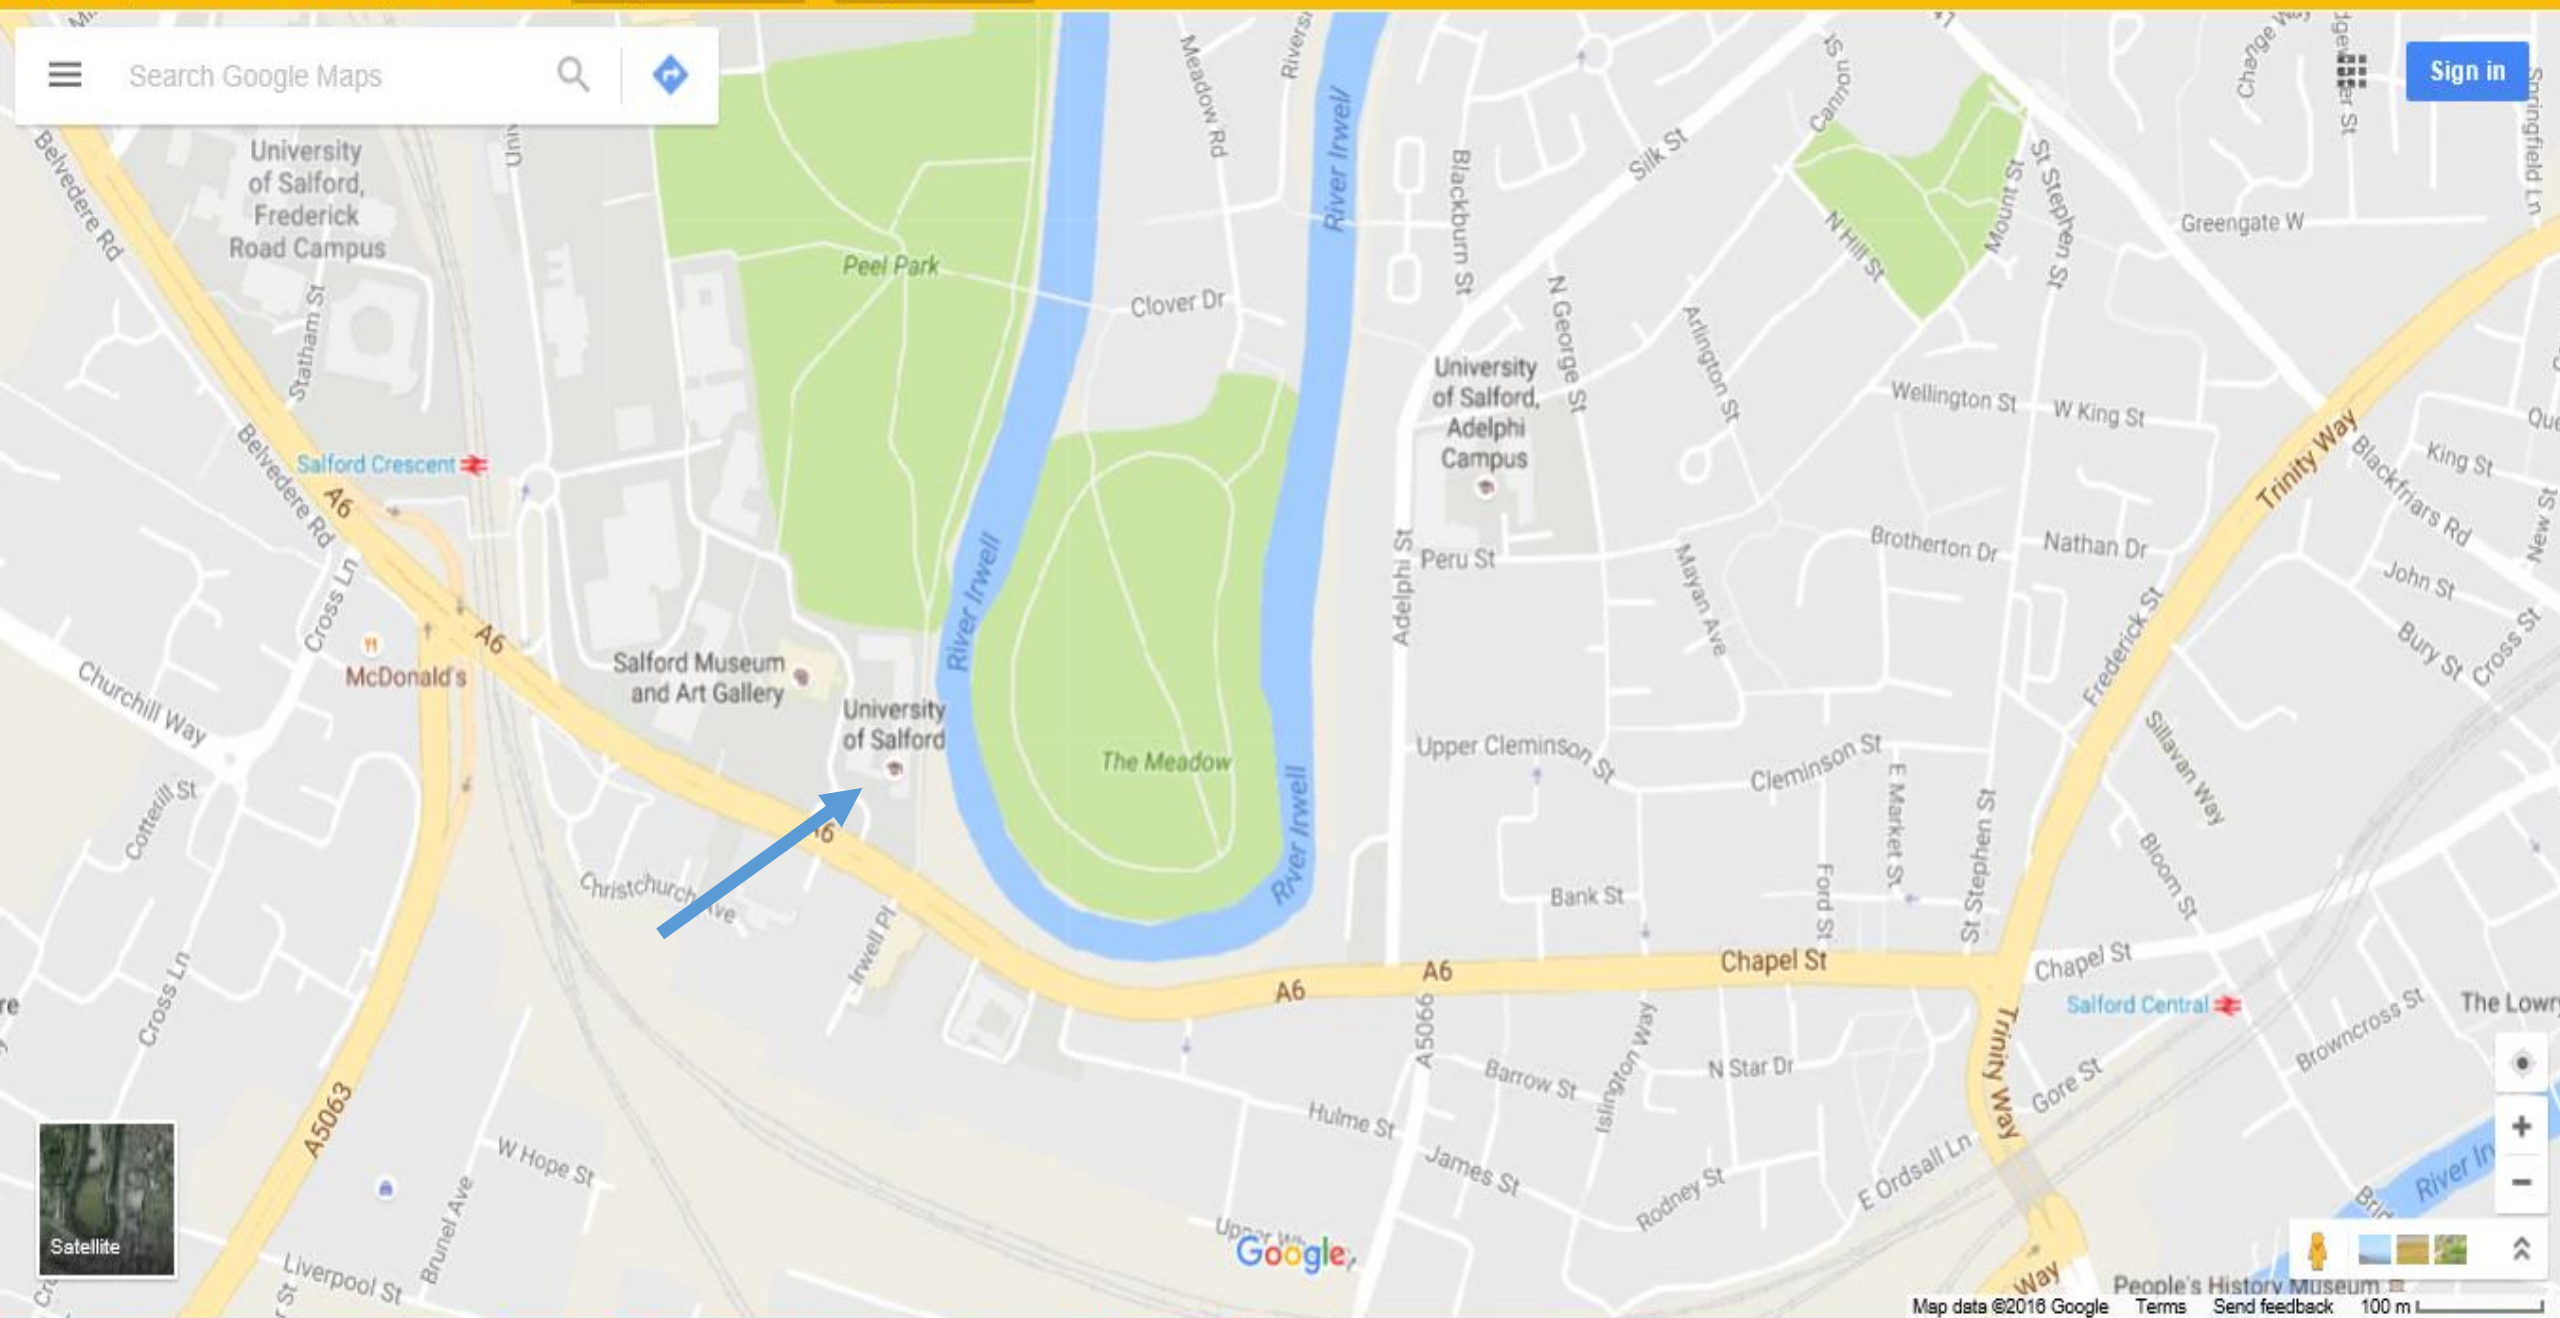 Search Google Maps
Sign in
University
of Salford,
Frederick
Road Campus
Belvedere Rd
Statham St
Meadow Rd
River Irwell
Blackburn St
Silk St
Cannon St
N Hill St
Mount St
St Stephen St
Greengate W
Springfield Ln
Peel Park
Clover Dr
N George St
Arlington St
University
of Salford,
Adelphi
Campus
Wellington St
W King St
Trinity Way
Blackfriars Rd
King St
New St
Salford Crescent
A6
Belvedere Rd
Cross Ln
A6
McDonald's
Churchill Way
Salford Museum
and Art Gallery
University
of Salford
River Irwell
The Meadow
River Irwell
Adelphi St
Peru St
Mayan Ave
Brotherton Dr
Nathan Dr
Frederick St
John St
Bury St
Cross St
Sillavan Way
Upper Cleminson St
Cleminson St
E Market St
St Stephen St
Bloom St
Cotterill St
Christchurch Ave
Irwell Pl
Bank St
Ford St
Cross Ln
A6
A6
Chapel St
Chapel St
Salford Central
Browncross St
The Lowr
A5066
Barrow St
Islington Way
N Star Dr
Trinity Way
Gore St
A5063
W Hope St
Brunel Ave
Hulme St
James St
Rodney St
E Ordsall Ln
Liverpool St
Satellite
Google
Way
People's History Museum
Map data ©2016 Google Terms Send feedback 100 m